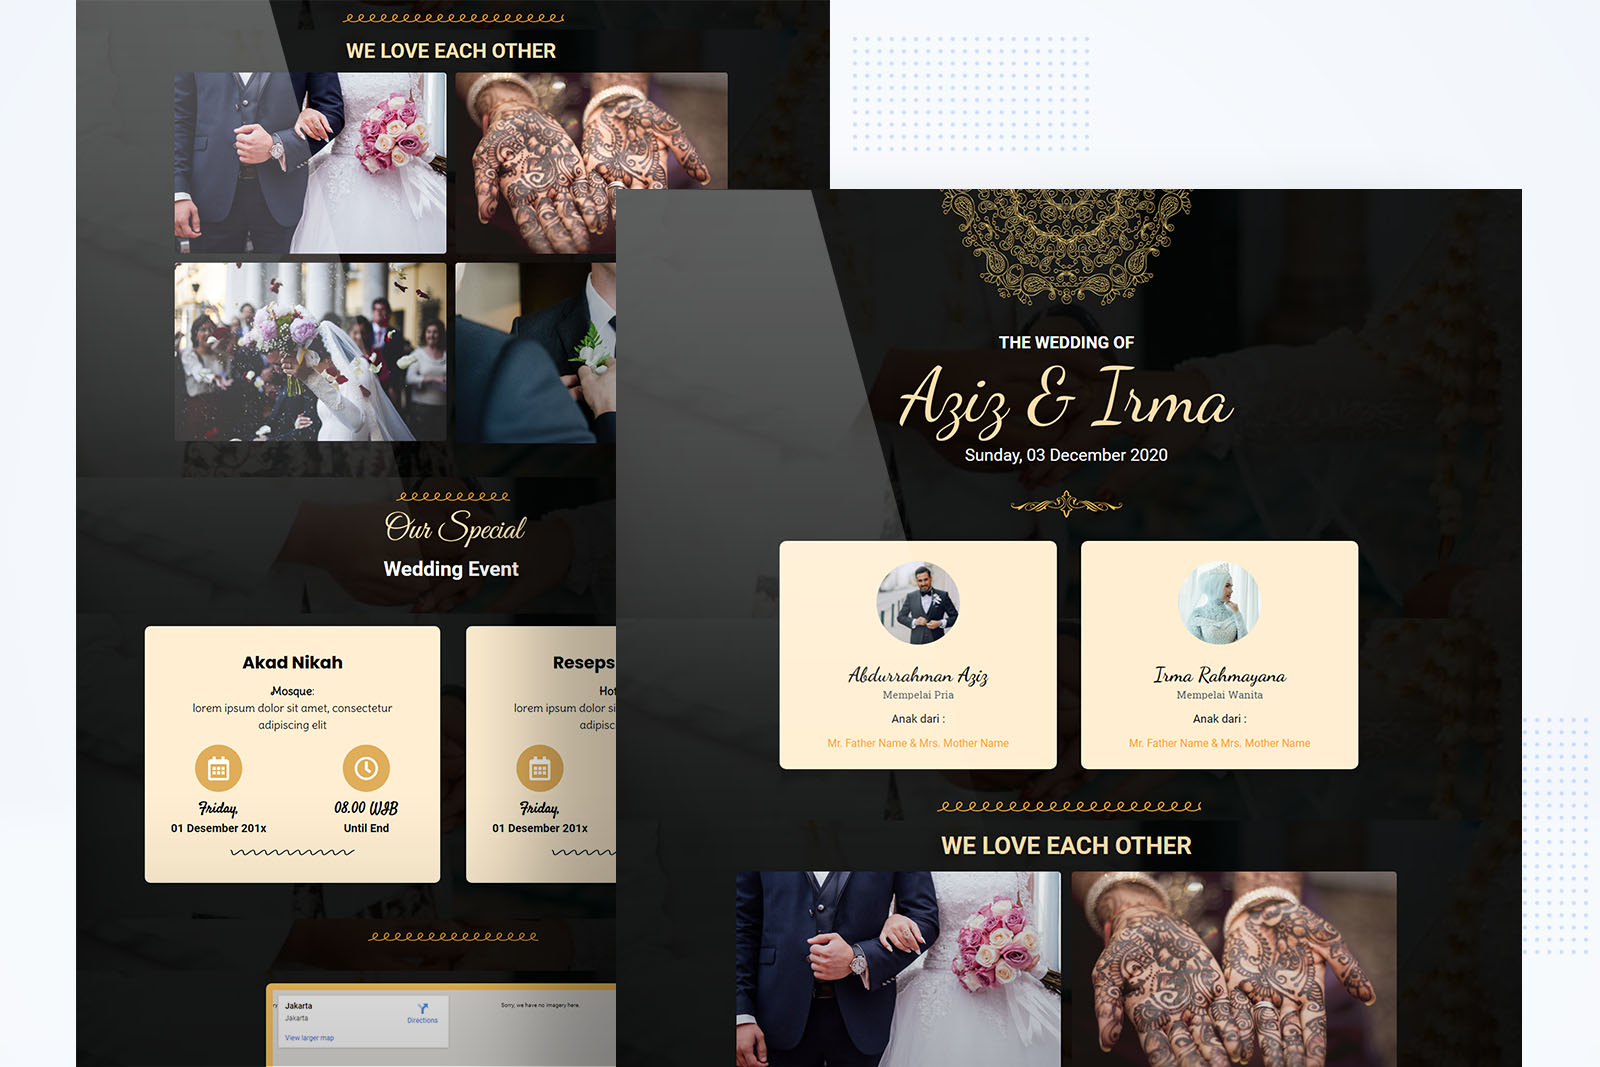 WE LOVE EACH OTHER
Our Special
Wedding Event
Akad Nikah
Mosque:
lorem ipsum dolor sit amet, consectetur
adipiscing elit
Friday,
01 Desember 201x
08.00 WIB
Until End
Reseps
Hot
lorem ipsum dolor si
adipisc
Friday,
01 Desember 201x
Jakarta
Jakarta
View larger map
Directions
Sorry, we have no imagery here.
THE WEDDING OF
Aziz & Irma
Sunday, 03 December 2020
Abdurrahman Aziz
Mempelai Pria
Anak dari :
Mr. Father Name & Mrs. Mother Name
Irma Rahmayana
Mempelai Wanita
Anak dari :
Mr. Father Name & Mrs. Mother Name
WE LOVE EACH OTHER